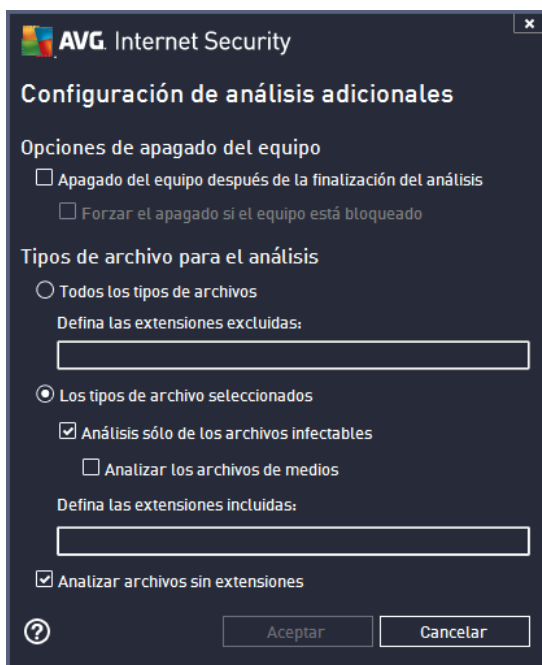 AVG. Internet Security
Configuración de análisis adicionales
Opciones de apagado del equipo
Apagado del equipo después de la finalización del análisis
Forzar el apagado si el equipo está bloqueado
Tipos de archivo para el análisis
Todos los tipos de archivos
Defina las extensiones excluidas:
Los tipos de archivo seleccionados
Análisis sólo de los archivos infectables
Analizar los archivos de medios
Defina las extensiones incluidas:
Analizar archivos sin extensiones
Aceptar
Cancelar